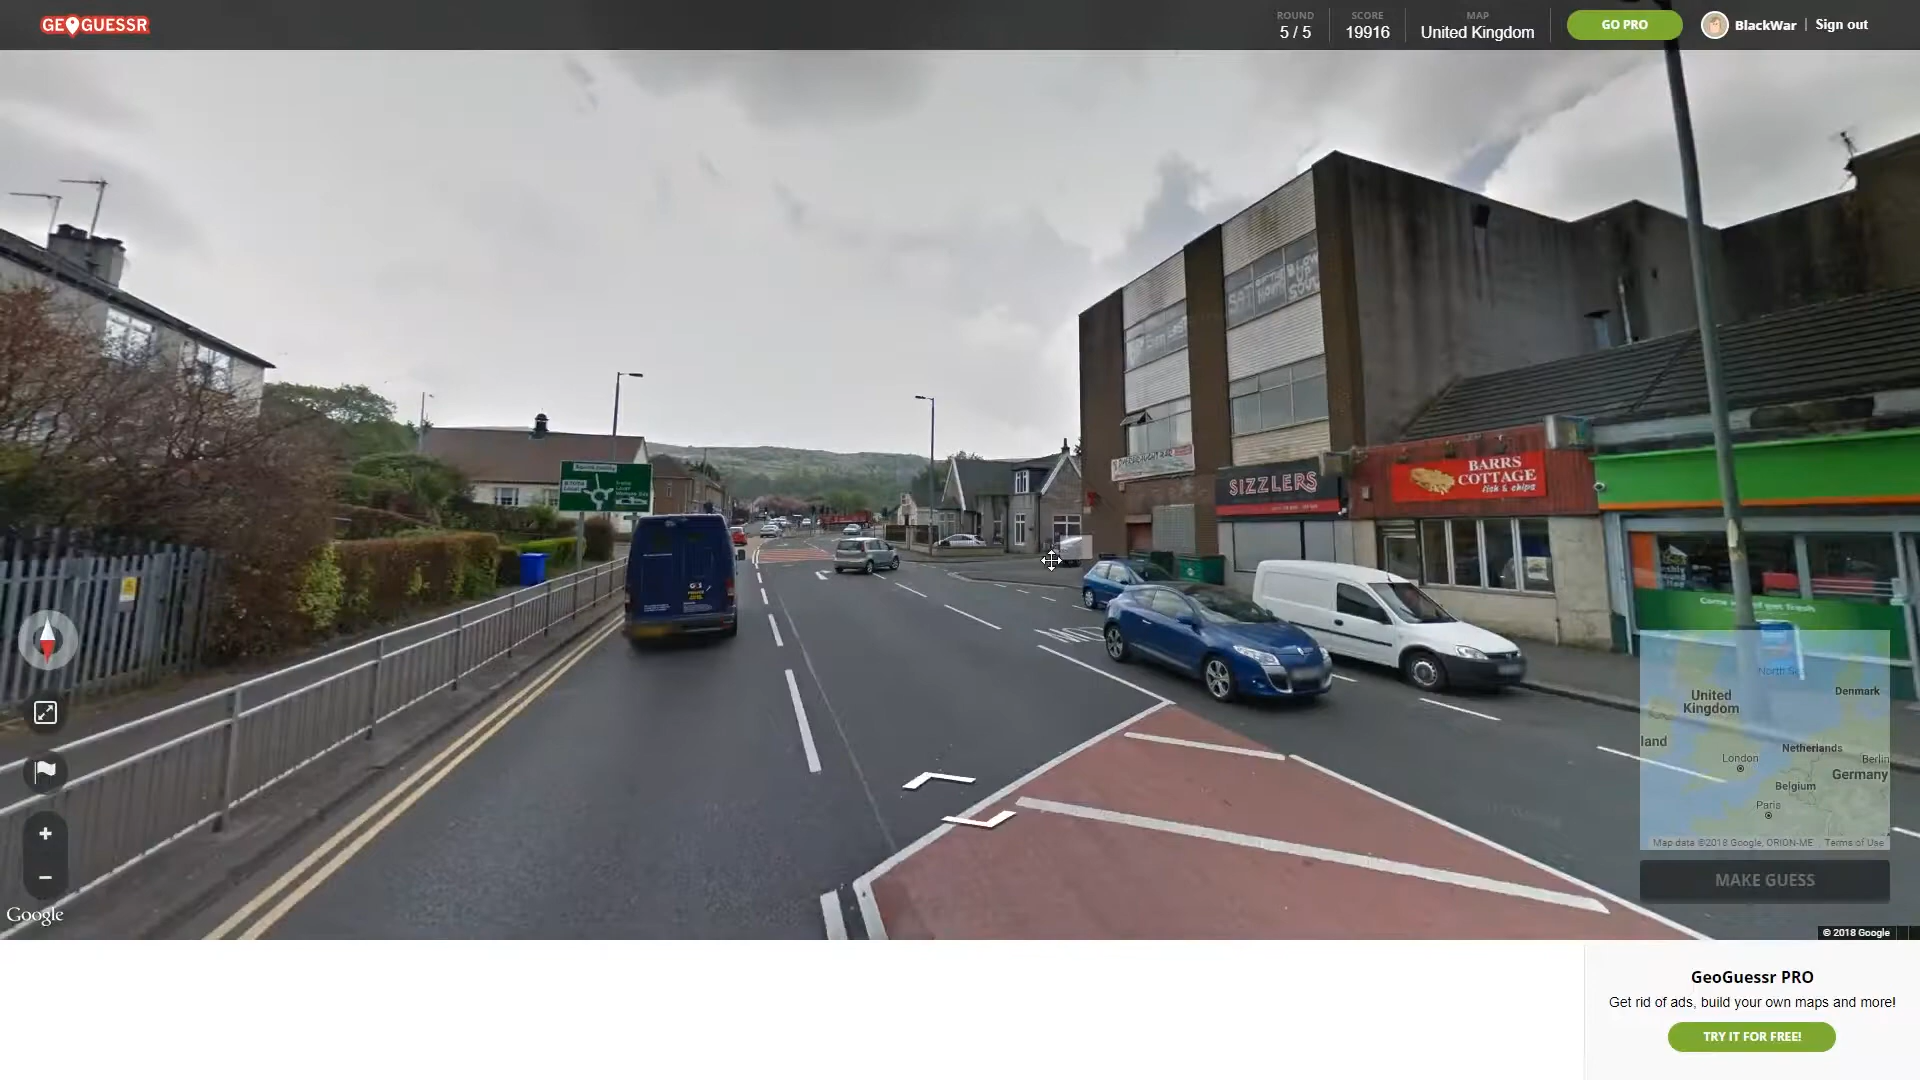 GEOGUESSR
ROUND
5 / 5
SCORE
19916
MAP
United Kingdom
GO PRO
BlackWar
Sign out
SIZZLERS
BARRS
COTTAGE
fish & chips
North Se
United
Kingdom
Denmark
land
Netherlands
London
Berlin
Germany
Belgium
Paris
Map data ©2018 Google, ORION-ME
Terms of Use
MAKE GUESS
Google
© 2018 Google
GeoGuessr PRO
Get rid of ads, build your own maps and more!
TRY IT FOR FREE!